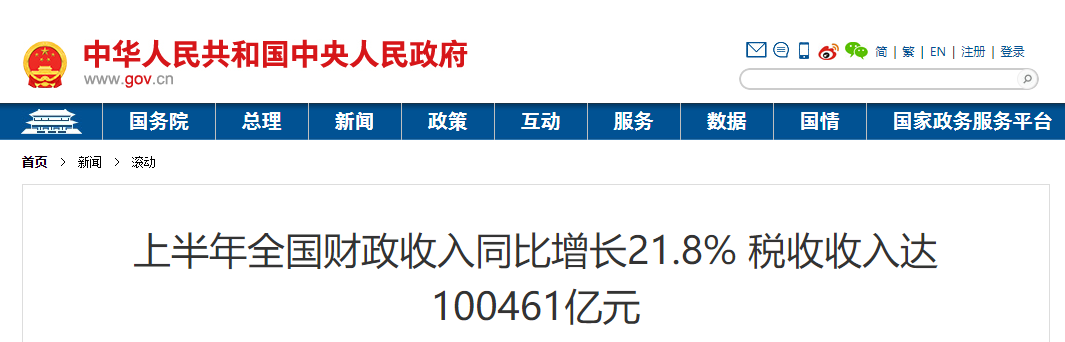 中华人民共和国中央人民政府
www.gov.cn
简 | 繁 | EN | 注册 | 登录
国务院 总理 新闻 政策 互动 服务 数据 国情 国家政务服务平台
首页 > 新闻 > 滚动
上半年全国财政收入同比增长21.8% 税收收入达
100461亿元